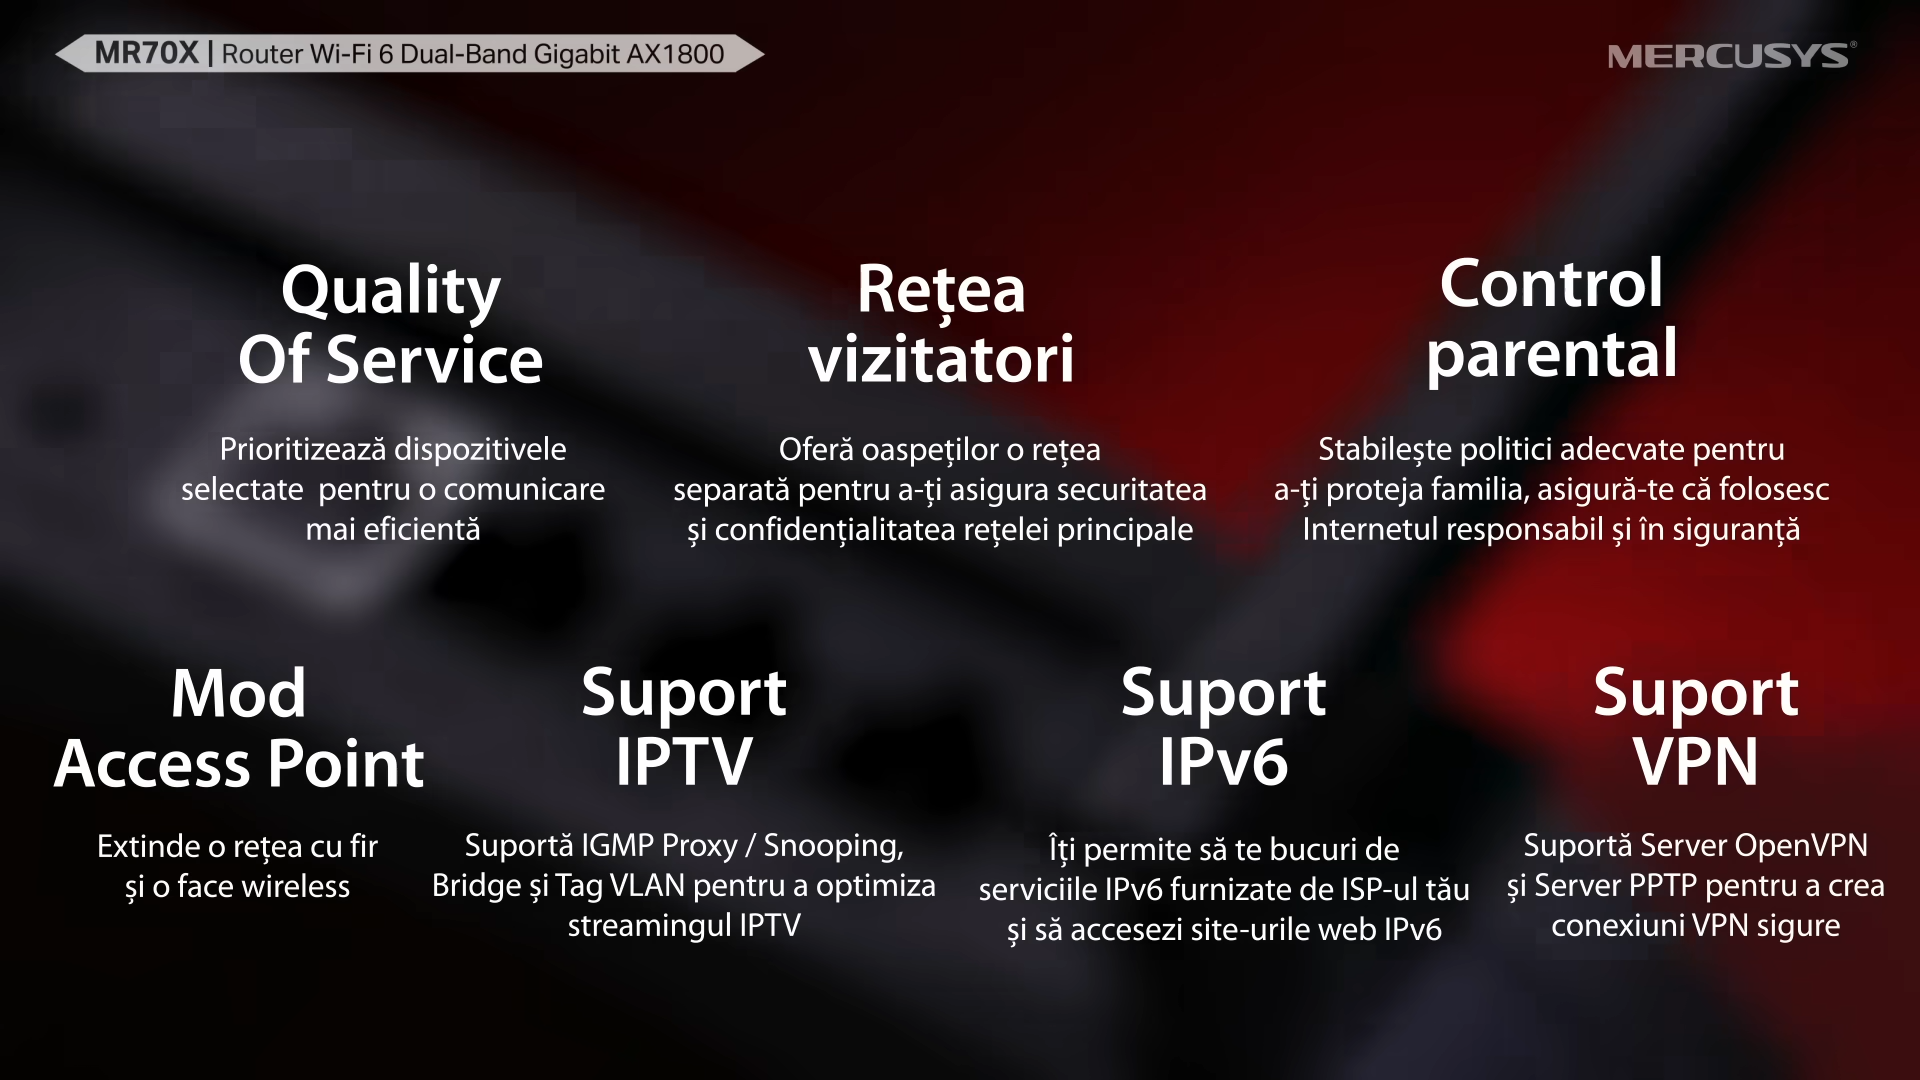 MR70X | Router Wi-Fi 6 Dual-Band Gigabit AX1800
MERCUSYS®
Quality
Of Service
Prioritizează dispozitivele
selectate pentru o comunicare
mai eficientă
Rețea
vizitatori
Oferă oaspeților o rețea
separată pentru a-ți asigura securitatea
și confidențialitatea rețelei principale
Control
parental
Stabilește politici adecvate pentru
a-ți proteja familia, asigură-te că folosesc
Internetul responsabil și în siguranță
Mod
Access Point
Extinde o rețea cu fir
și o face wireless
Suport
IPTV
Suportă IGMP Proxy / Snooping,
Bridge și Tag VLAN pentru a optimiza
streamingul IPTV
Suport
IPv6
Îți permite să te bucuri de
serviciile IPv6 furnizate de ISP-ul tău
și să accesezi site-urile web IPv6
Suport
VPN
Suportă Server OpenVPN
și Server PPTP pentru a crea
conexiuni VPN sigure